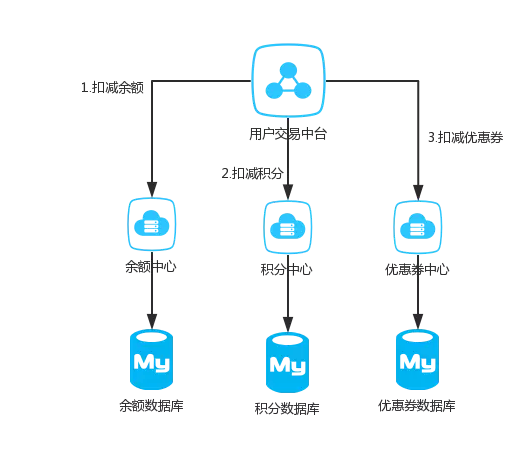 1.扣减余额
用户交易中台
3.扣减优惠券
2.扣减积分
余额中心
积分中心
优惠券中心
My
My
My
余额数据库
积分数据库
优惠券数据库